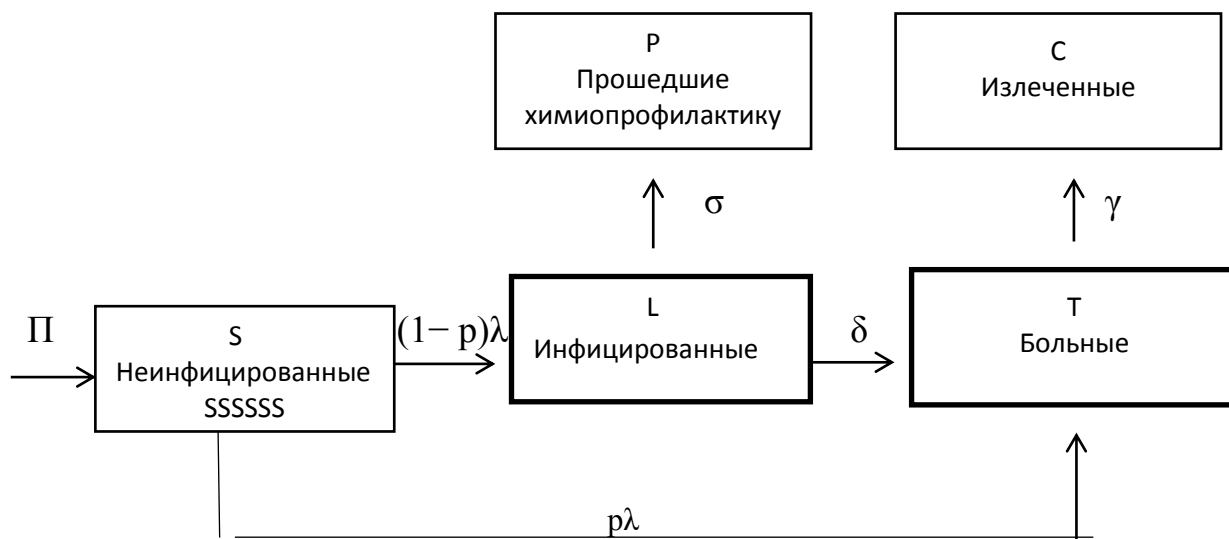 P
Прошедшие
химиопрофилактику
C
Излеченные
σ
γ
Π
S
Неинфицированные
SSSSSS
(1− p)λ
L
Инфицированные
δ
T
Больные
pλ